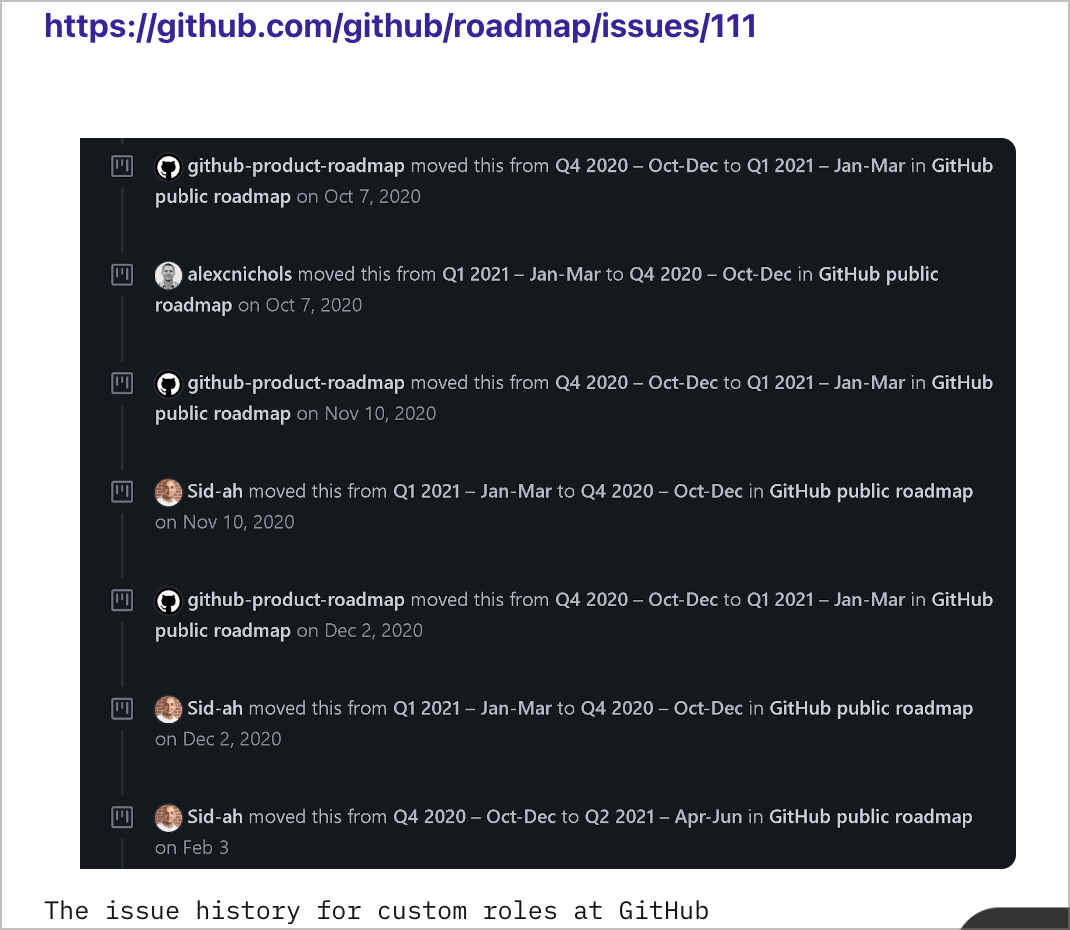 https://github.com/github/roadmap/issues/111
github-product-roadmap moved this from Q4 2020 – Oct-Dec to Q1 2021 – Jan-Mar in GitHub
public roadmap on Oct 7, 2020
alexcnichols moved this from Q1 2021 – Jan-Mar to Q4 2020 – Oct-Dec in GitHub public
roadmap on Oct 7, 2020
github-product-roadmap moved this from Q4 2020 – Oct-Dec to Q1 2021 – Jan-Mar in GitHub
public roadmap on Nov 10, 2020
Sid-ah moved this from Q1 2021 – Jan-Mar to Q4 2020 – Oct-Dec in GitHub public roadmap
on Nov 10, 2020
github-product-roadmap moved this from Q4 2020 – Oct-Dec to Q1 2021 – Jan-Mar in GitHub
public roadmap on Dec 2, 2020
Sid-ah moved this from Q1 2021 – Jan-Mar to Q4 2020 – Oct-Dec in GitHub public roadmap
on Dec 2, 2020
Sid-ah moved this from Q4 2020 – Oct-Dec to Q2 2021 – Apr-Jun in GitHub public roadmap
on Feb 3
The issue history for custom roles at GitHub